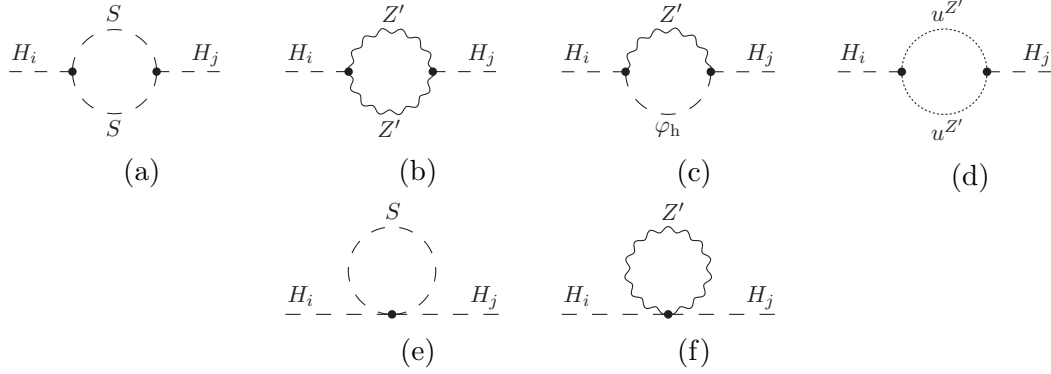 S Z' Z' u^{Z'}
H_i H_j H_i H_j H_i H_j H_i H_j
S Z' φ_h u^{Z'}
(a) (b) (c) (d)
S Z'
H_i H_j H_i H_j
(e) (f)